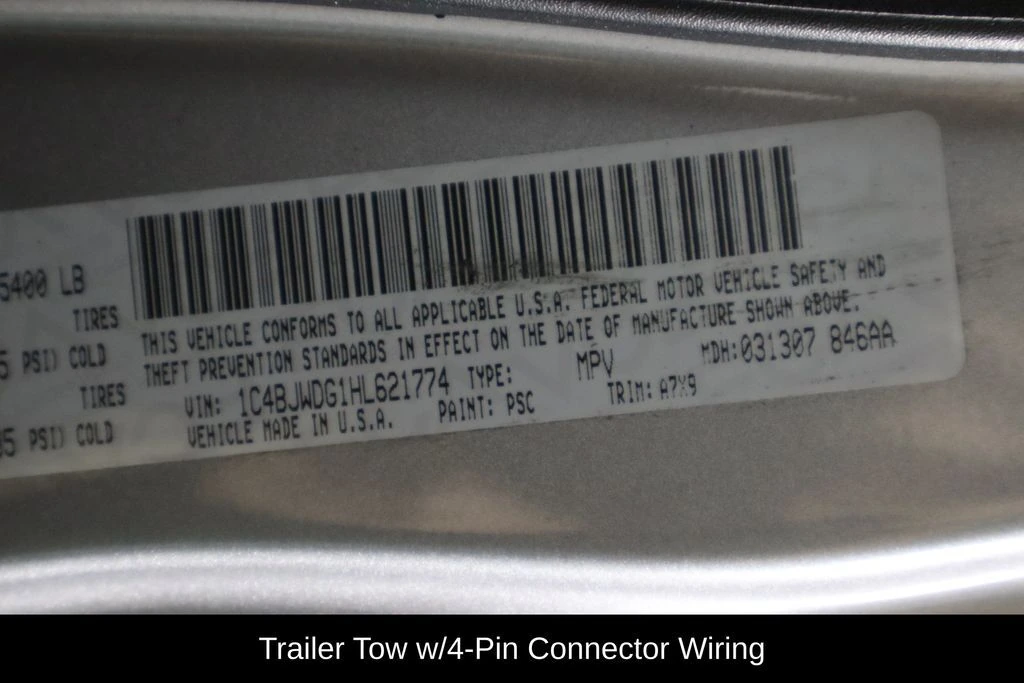 5400 LB
TIRES
5 PSI) COLD
TIRES
35 PSI) COLD
THIS VEHICLE CONFORMS TO ALL APPLICABLE U.S.A. FEDERAL MOTOR VEHICLE SAFETY AND
THEFT PREVENTION STANDARDS IN EFFECT ON THE DATE OF MANUFACTURE SHOWN ABOVE.
VIN: 1C4BJWDG1HL621774 TYPE: MPV MDH:031307 846AA
VEHICLE MADE IN U.S.A. PAINT: PSC TRIM: A7X9
Trailer Tow w/4-Pin Connector Wiring